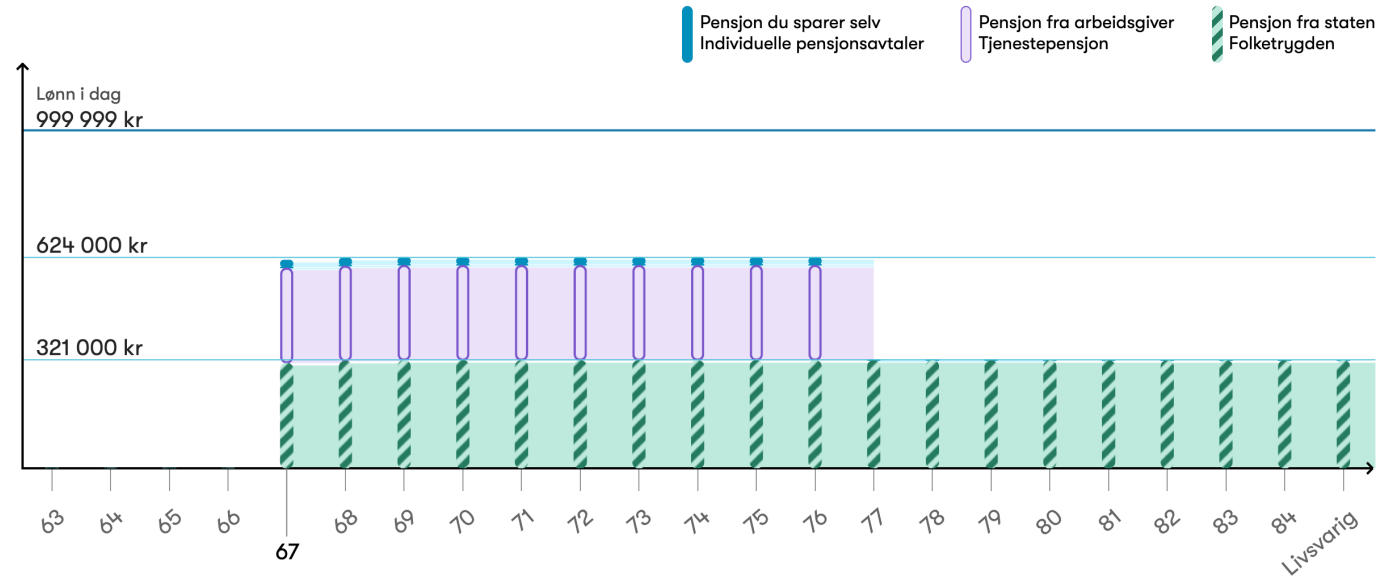 Pensjon du sparer selv
Individuelle pensjonsavtaler
Pensjon fra arbeidsgiver
Tjenestepensjon
Pensjon fra staten
Folketrygden
Lønn i dag
999 999 kr
624 000 kr
321 000 kr
63 64 65 66 67 68 69 70 71 72 73 74 75 76 77 78 79 80 81 82 83 84 Livsvarig